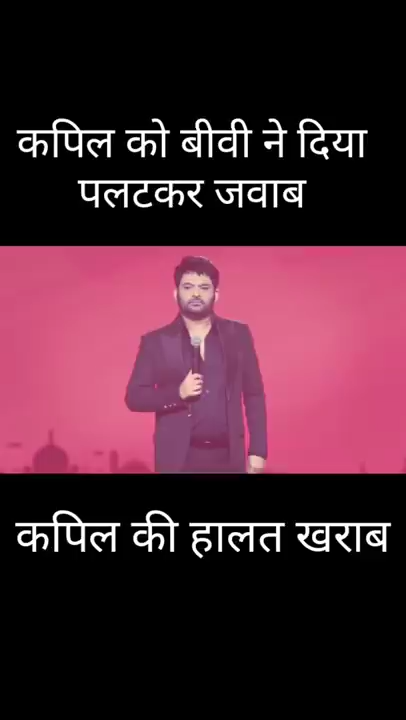 कपिल को बीवी ने दिया
पलटकर जवाब
कपिल की हालत खराब